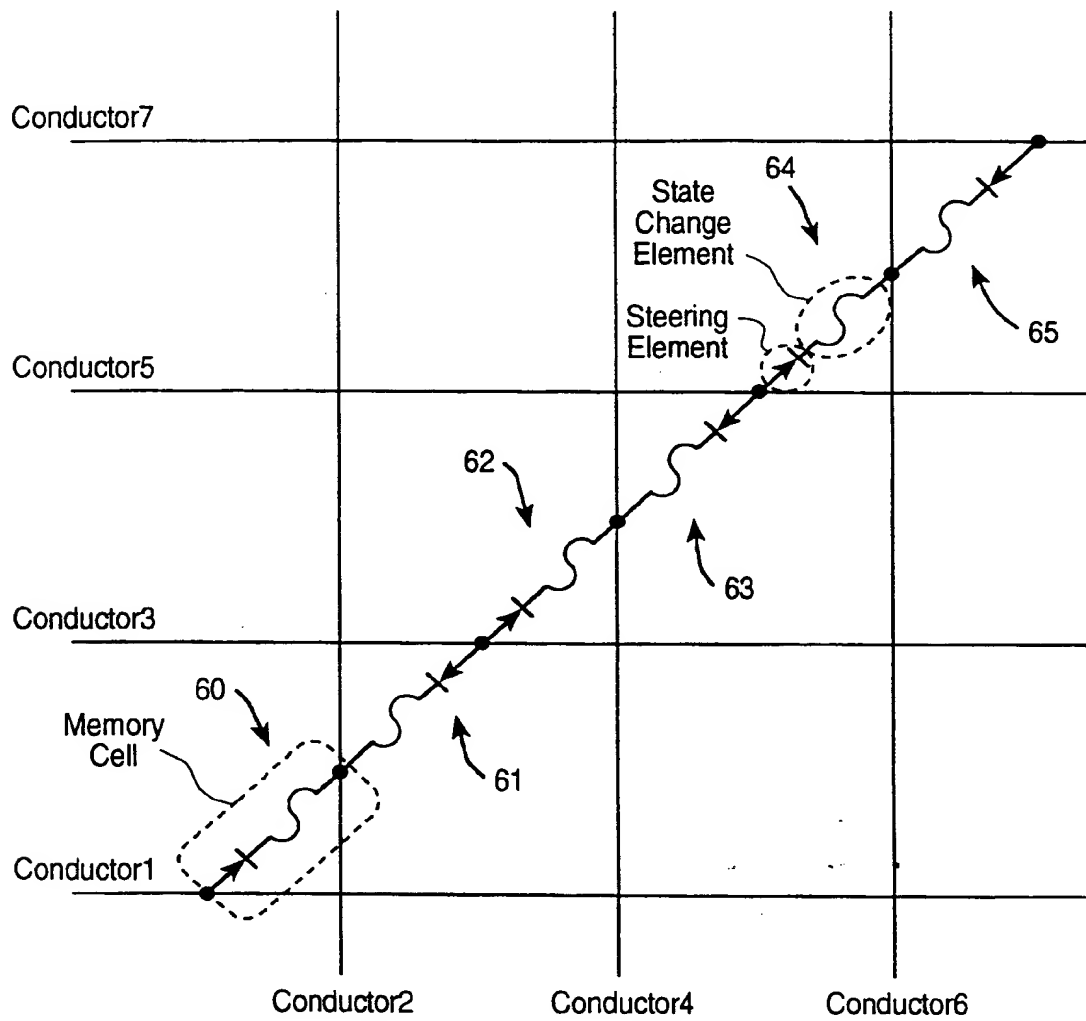 Conductor7
64
State
Change
Element
Steering
Element
65
Conductor5
62
63
Conductor3
60
Memory
Cell
61
Conductor1
Conductor2
Conductor4
Conductor6